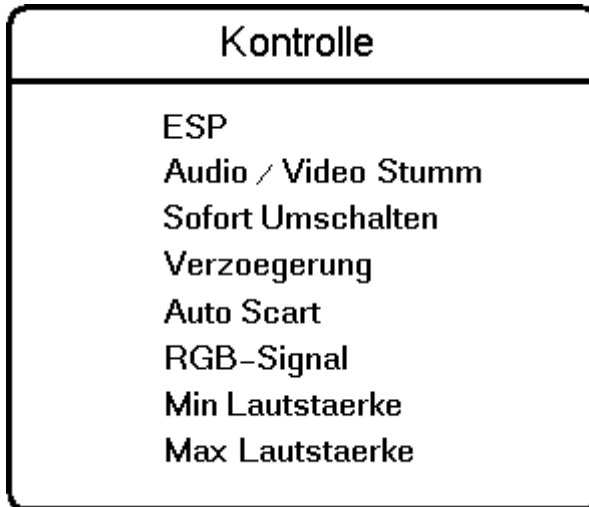 Kontrolle
ESP
Audio / Video Stumm
Sofort Umschalten
Verzoegerung
Auto Scart
RGB-Signal
Min Lautstaerke
Max Lautstaerke